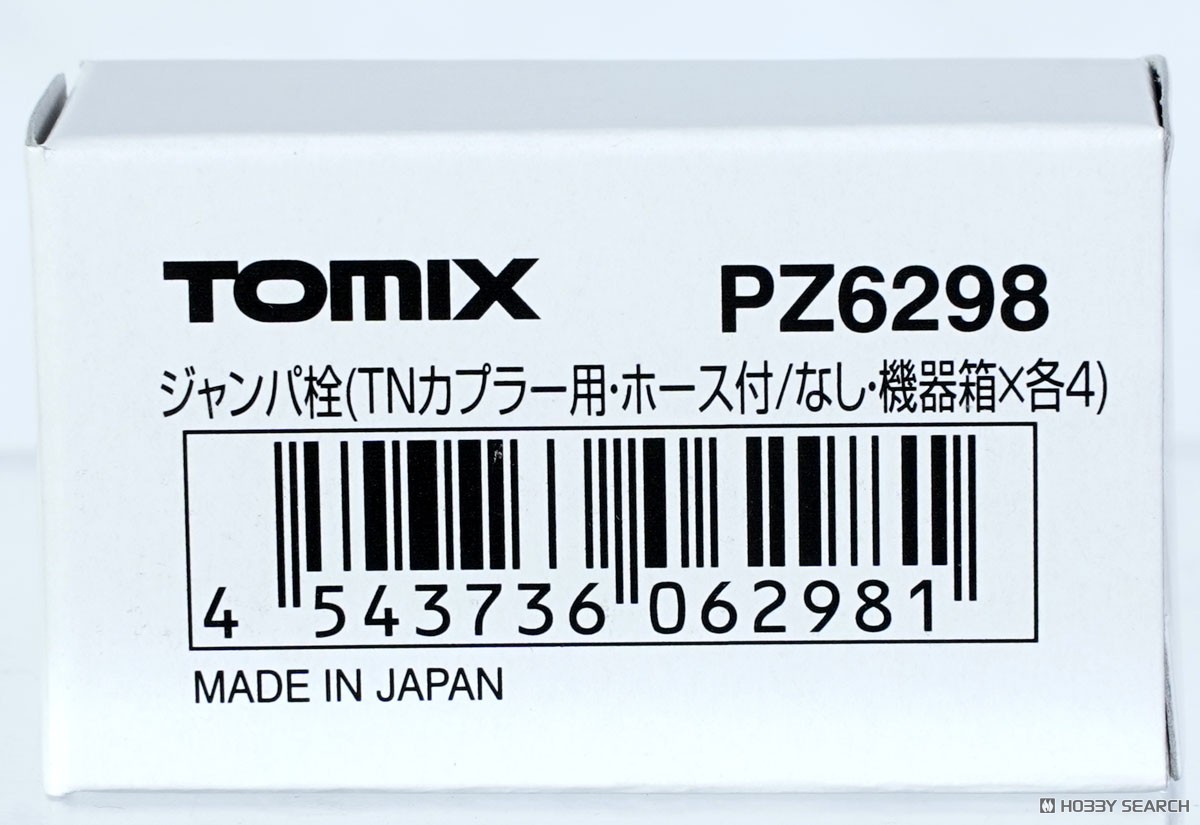 TOMIX PZ6298
ジャンパ栓(TNカプラー用・ホース付/なし・機器箱×各4)
4 543736 062981
MADE IN JAPAN
HOBBY SEARCH